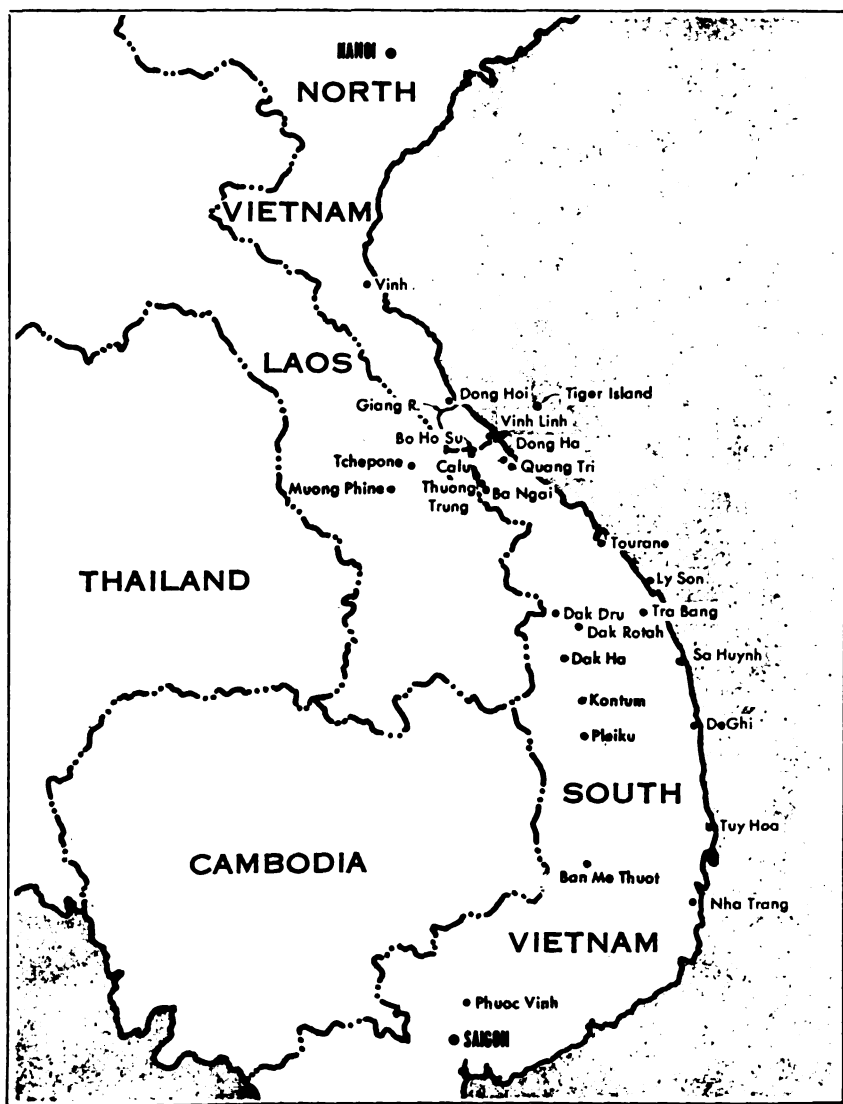 HANOI
NORTH
VIETNAM
Vinh
LAOS
Dong Hoi
Tiger Island
Giang R.
Vinh Linh
Bo Ho Su
Dong Ha
Tchepone
Calu
Quang Tri
Muong Phine
Thuong
Trung
Ba Ngai
Tourane
THAILAND
Ly Son
Dak Dru
Tra Bang
Dak Rotah
Dak Ha
Sa Huynh
Kontum
DeGhi
Pleiku
SOUTH
Tuy Hoa
CAMBODIA
Ban Me Thuot
Nha Trang
VIETNAM
Phuoc Vinh
SAIGON